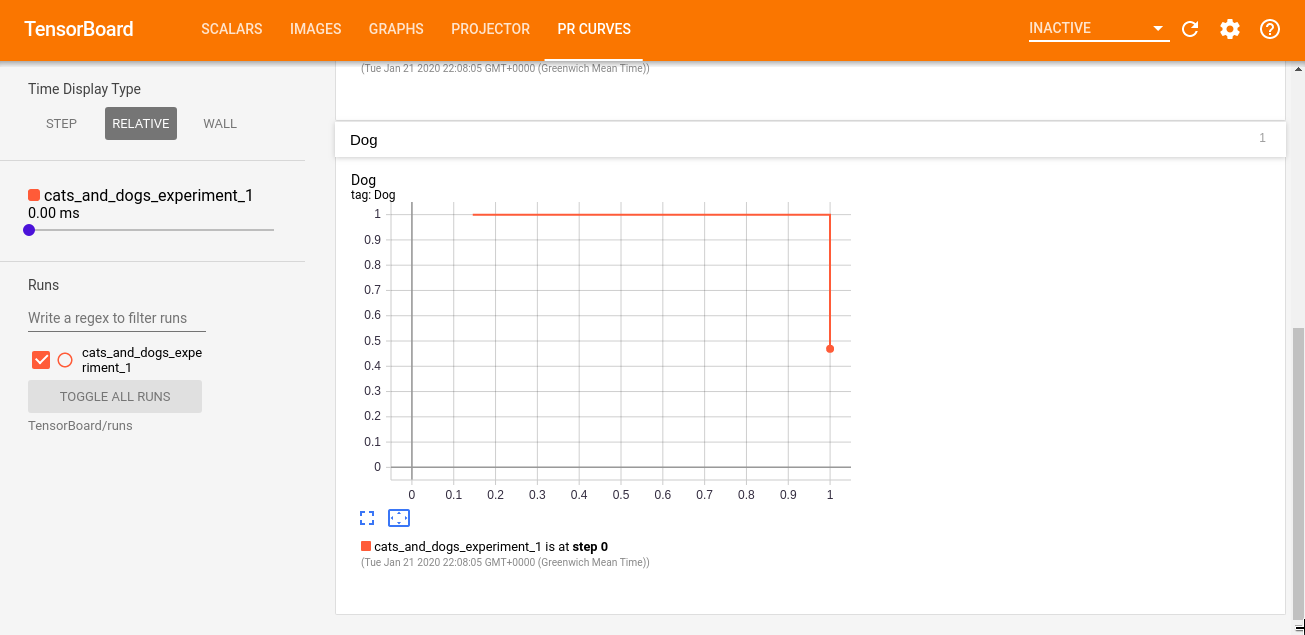 TensorBoard
SCALARS
IMAGES
GRAPHS
PROJECTOR
PR CURVES
INACTIVE
Time Display Type
STEP
RELATIVE
WALL
cats_and_dogs_experiment_1
0.00 ms
Runs
Write a regex to filter runs
cats_and_dogs_expe
riment_1
TOGGLE ALL RUNS
TensorBoard/runs
(Tue Jan 21 2020 22:08:05 GMT+0000 (Greenwich Mean Time))
Dog
1
Dog
tag: Dog
1
0.9
0.8
0.7
0.6
0.5
0.4
0.3
0.2
0.1
0
0 0.1 0.2 0.3 0.4 0.5 0.6 0.7 0.8 0.9 1
cats_and_dogs_experiment_1 is at step 0
(Tue Jan 21 2020 22:08:05 GMT+0000 (Greenwich Mean Time))